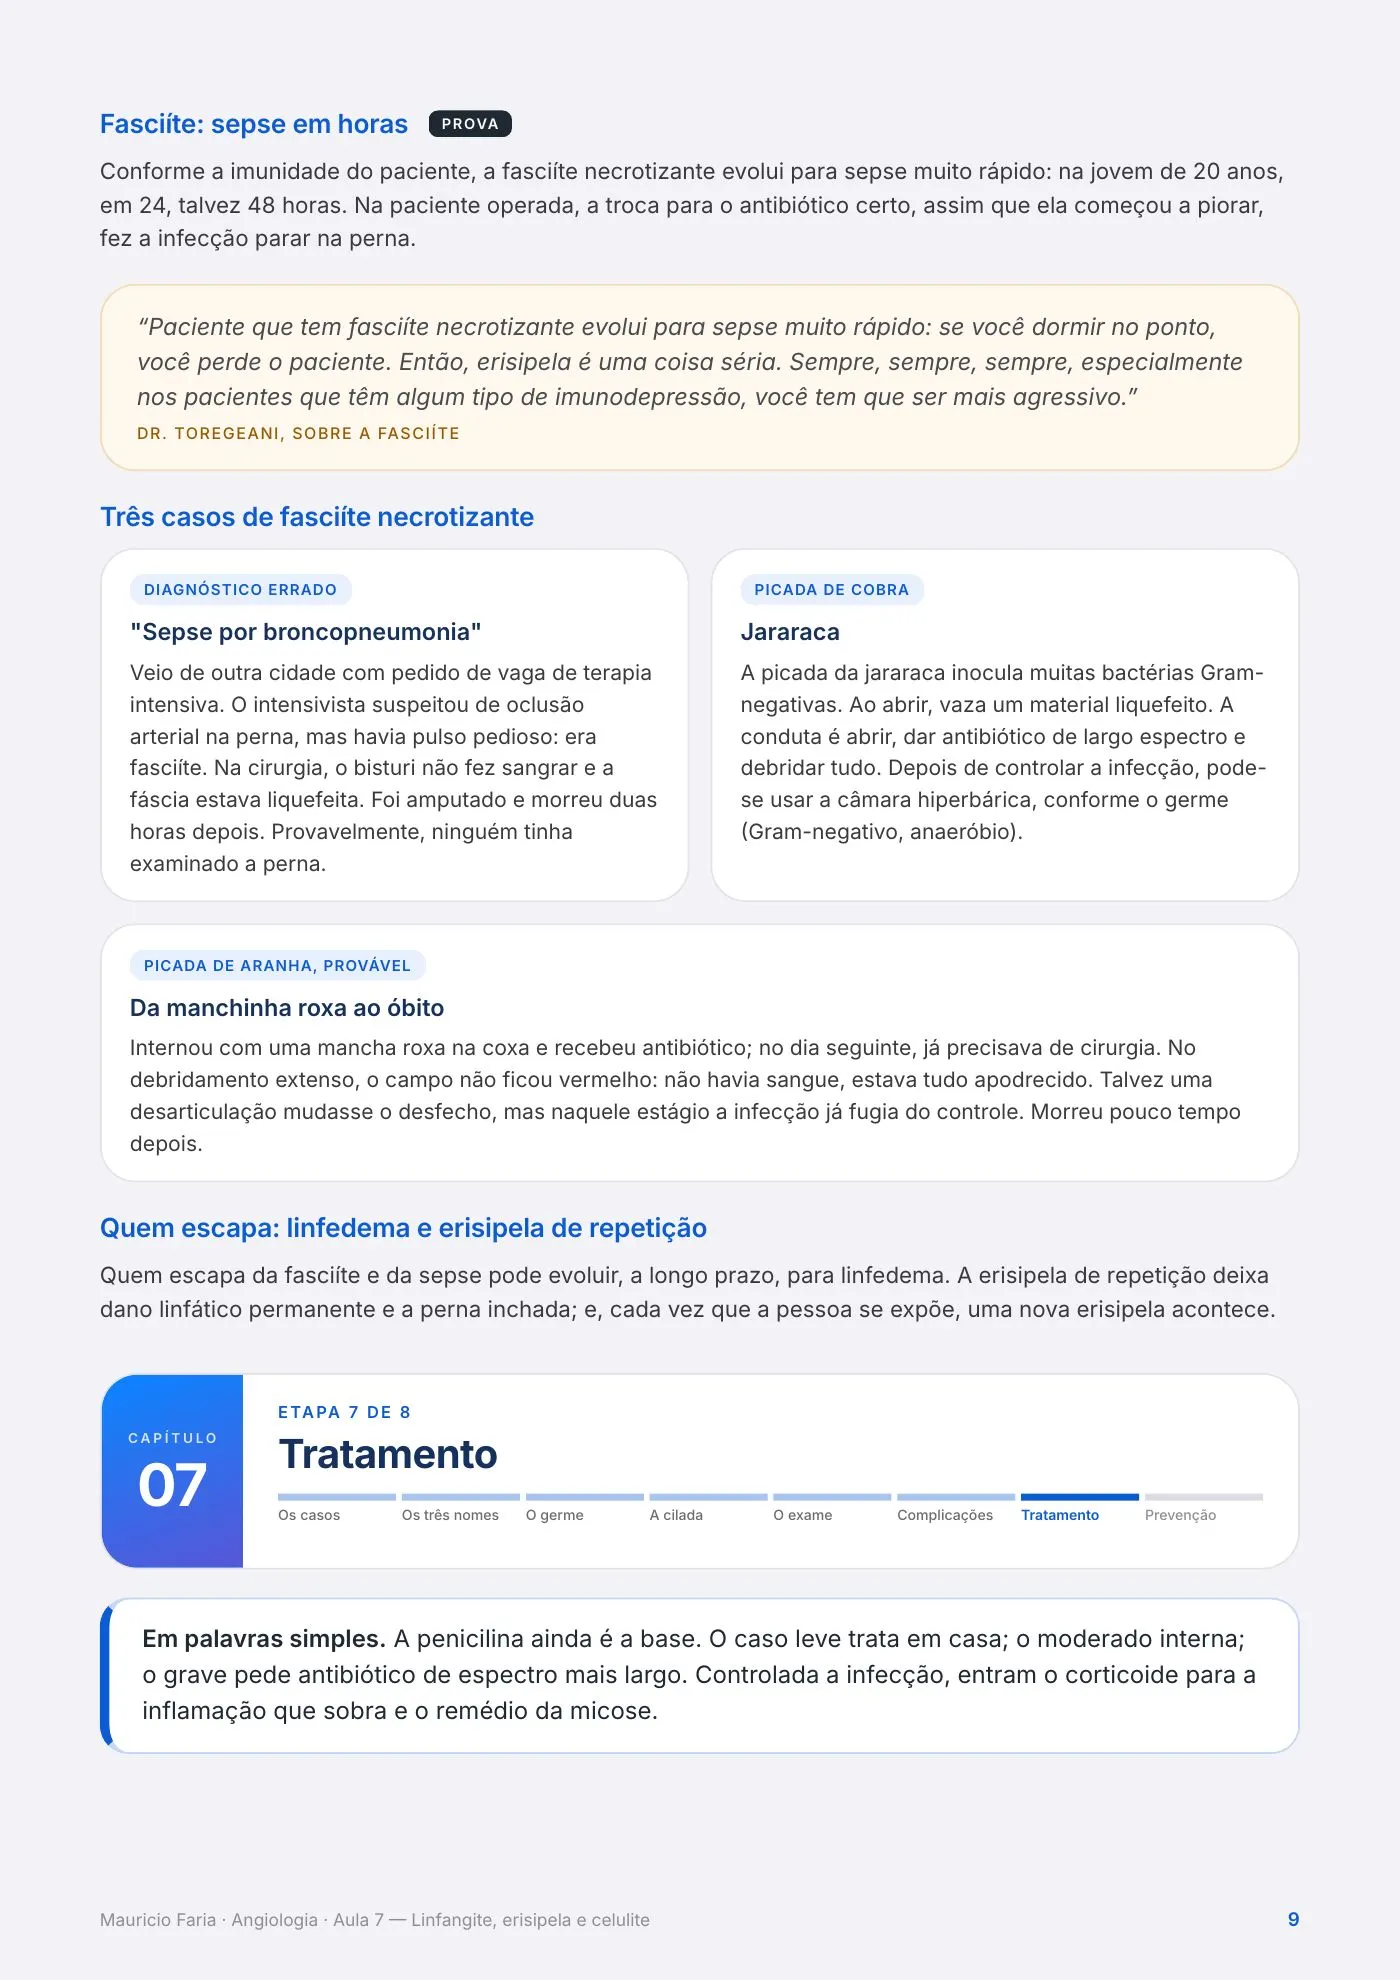 Fasciíte: sepse em horas PROVA
Conforme a imunidade do paciente, a fasciíte necrotizante evolui para sepse muito rápido: na jovem de 20 anos,
em 24, talvez 48 horas. Na paciente operada, a troca para o antibiótico certo, assim que ela começou a piorar,
fez a infecção parar na perna.
“Paciente que tem fasciíte necrotizante evolui para sepse muito rápido: se você dormir no ponto,
você perde o paciente. Então, erisipela é uma coisa séria. Sempre, sempre, sempre, especialmente
nos pacientes que têm algum tipo de imunodepressão, você tem que ser mais agressivo.”
DR. TOREGEANI, SOBRE A FASCIÍTE
Três casos de fasciíte necrotizante
DIAGNÓSTICO ERRADO
"Sepse por broncopneumonia"
Veio de outra cidade com pedido de vaga de terapia
intensiva. O intensivista suspeitou de oclusão
arterial na perna, mas havia pulso pedioso: era
fasciíte. Na cirurgia, o bisturi não fez sangrar e a
fáscia estava liquefeita. Foi amputado e morreu duas
horas depois. Provavelmente, ninguém tinha
examinado a perna.
PICADA DE COBRA
Jararaca
A picada da jararaca inocula muitas bactérias Gram-
negativas. Ao abrir, vaza um material liquefeito. A
conduta é abrir, dar antibiótico de largo espectro e
debridar tudo. Depois de controlar a infecção, pode-
se usar a câmara hiperbárica, conforme o germe
(Gram-negativo, anaeróbio).
PICADA DE ARANHA, PROVÁVEL
Da manchinha roxa ao óbito
Internou com uma mancha roxa na coxa e recebeu antibiótico; no dia seguinte, já precisava de cirurgia. No
debridamento extenso, o campo não ficou vermelho: não havia sangue, estava tudo apodrecido. Talvez uma
desarticulação mudasse o desfecho, mas naquele estágio a infecção já fugia do controle. Morreu pouco tempo
depois.
Quem escapa: linfedema e erisipela de repetição
Quem escapa da fasciíte e da sepse pode evoluir, a longo prazo, para linfedema. A erisipela de repetição deixa
dano linfático permanente e a perna inchada; e, cada vez que a pessoa se expõe, uma nova erisipela acontece.
CAPÍTULO
07
ETAPA 7 DE 8
Tratamento
Os casos Os três nomes O germe A cilada O exame Complicações Tratamento Prevenção
Em palavras simples. A penicilina ainda é a base. O caso leve trata em casa; o moderado interna;
o grave pede antibiótico de espectro mais largo. Controlada a infecção, entram o corticoide para a
inflamação que sobra e o remédio da micose.
Mauricio Faria · Angiologia · Aula 7 — Linfangite, erisipela e celulite 9